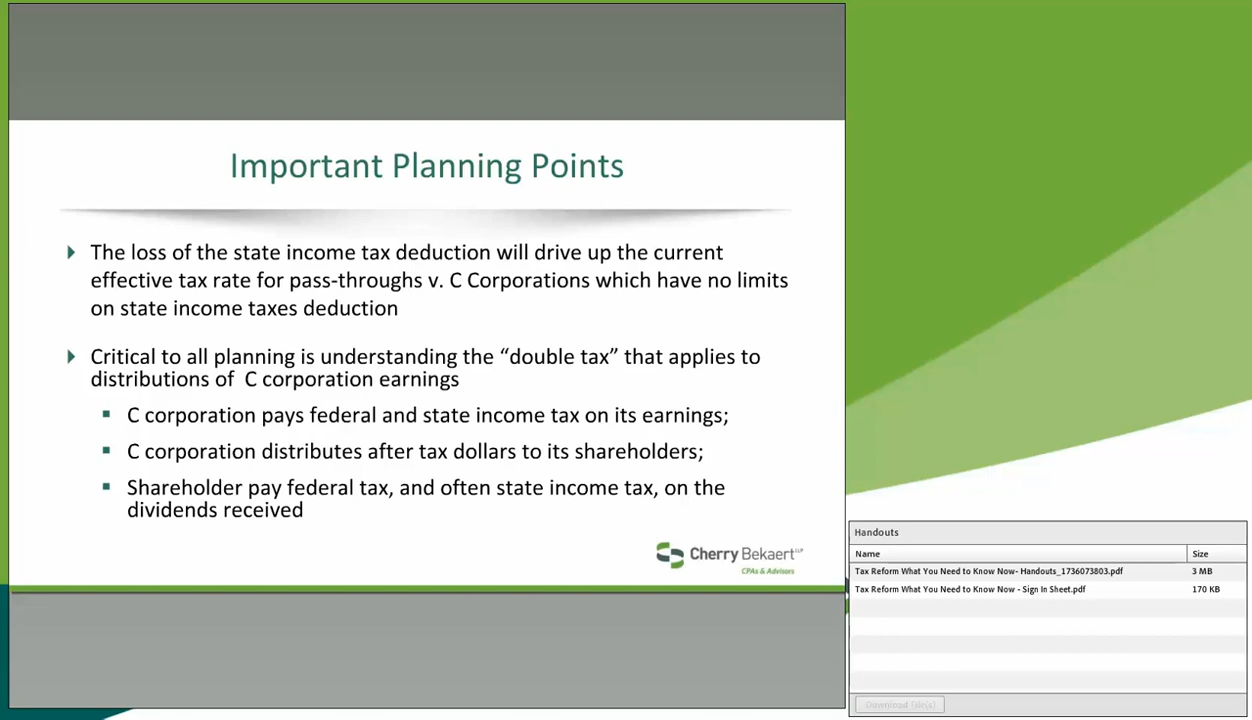 Important Planning Points
The loss of the state income tax deduction will drive up the current
effective tax rate for pass-throughs v. C Corporations which have no limits
on state income taxes deduction
Critical to all planning is understanding the “double tax” that applies to
distributions of C corporation earnings
C corporation pays federal and state income tax on its earnings;
C corporation distributes after tax dollars to its shareholders;
Shareholder pay federal tax, and often state income tax, on the
dividends received
Cherry Bekaert LLP
CPAs & Advisors
Handouts
Name Size
Tax Reform What You Need to Know Now- Handouts_1736073803.pdf 3 MB
Tax Reform What You Need to Know Now - Sign In Sheet.pdf 170 KB
Download File(s)